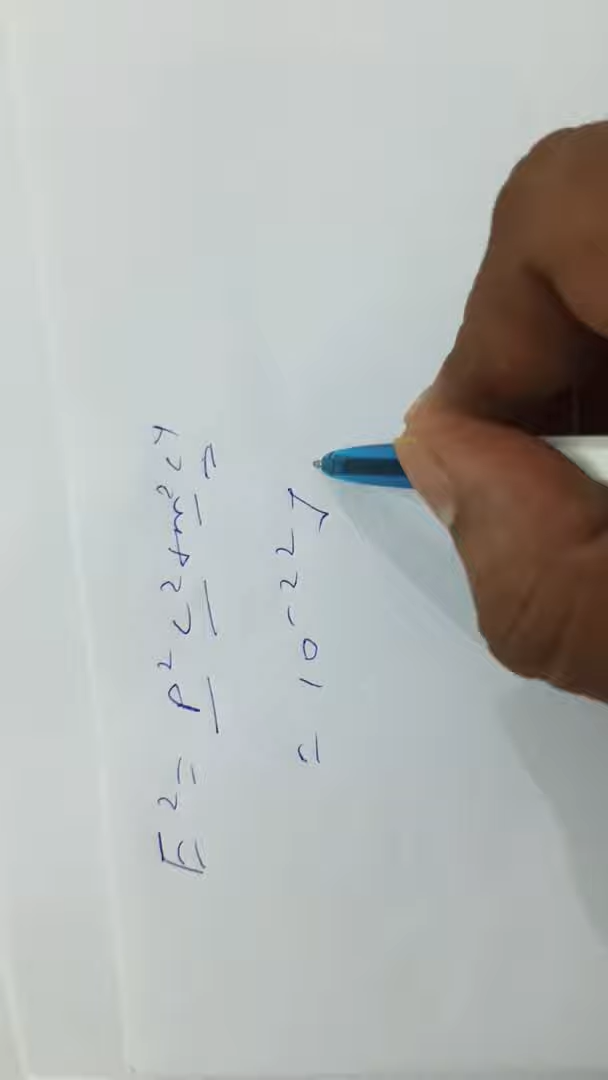 E² = P²C²+m²C⁴
= 10⁻²² J